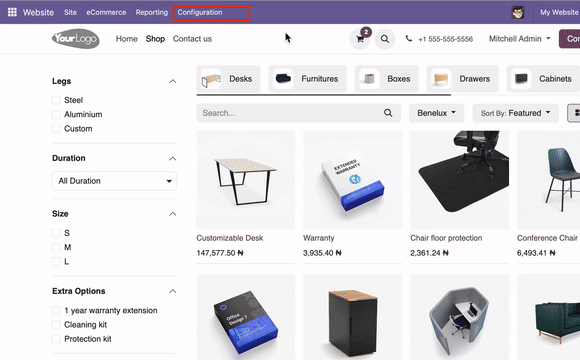 Website Site eCommerce Reporting Configuration My Website
YourLogo Home Shop Contact us 2 +1 555-555-5556 Mitchell Admin Con
Desks Furnitures Boxes Drawers Cabinets
Search... Benelux Sort By: Featured
Legs
Steel
Aluminium
Custom
Duration
All Duration
Size
S
M
L
Extra Options
1 year warranty extension
Cleaning kit
Protection kit
EXTENDED
WARRANTY
Customizable Desk
147,577.50 ₦
Warranty
3,935.40 ₦
Chair floor protection
2,361.24 ₦
Conference Chair
6,493.41 ₦
Office
Design 7